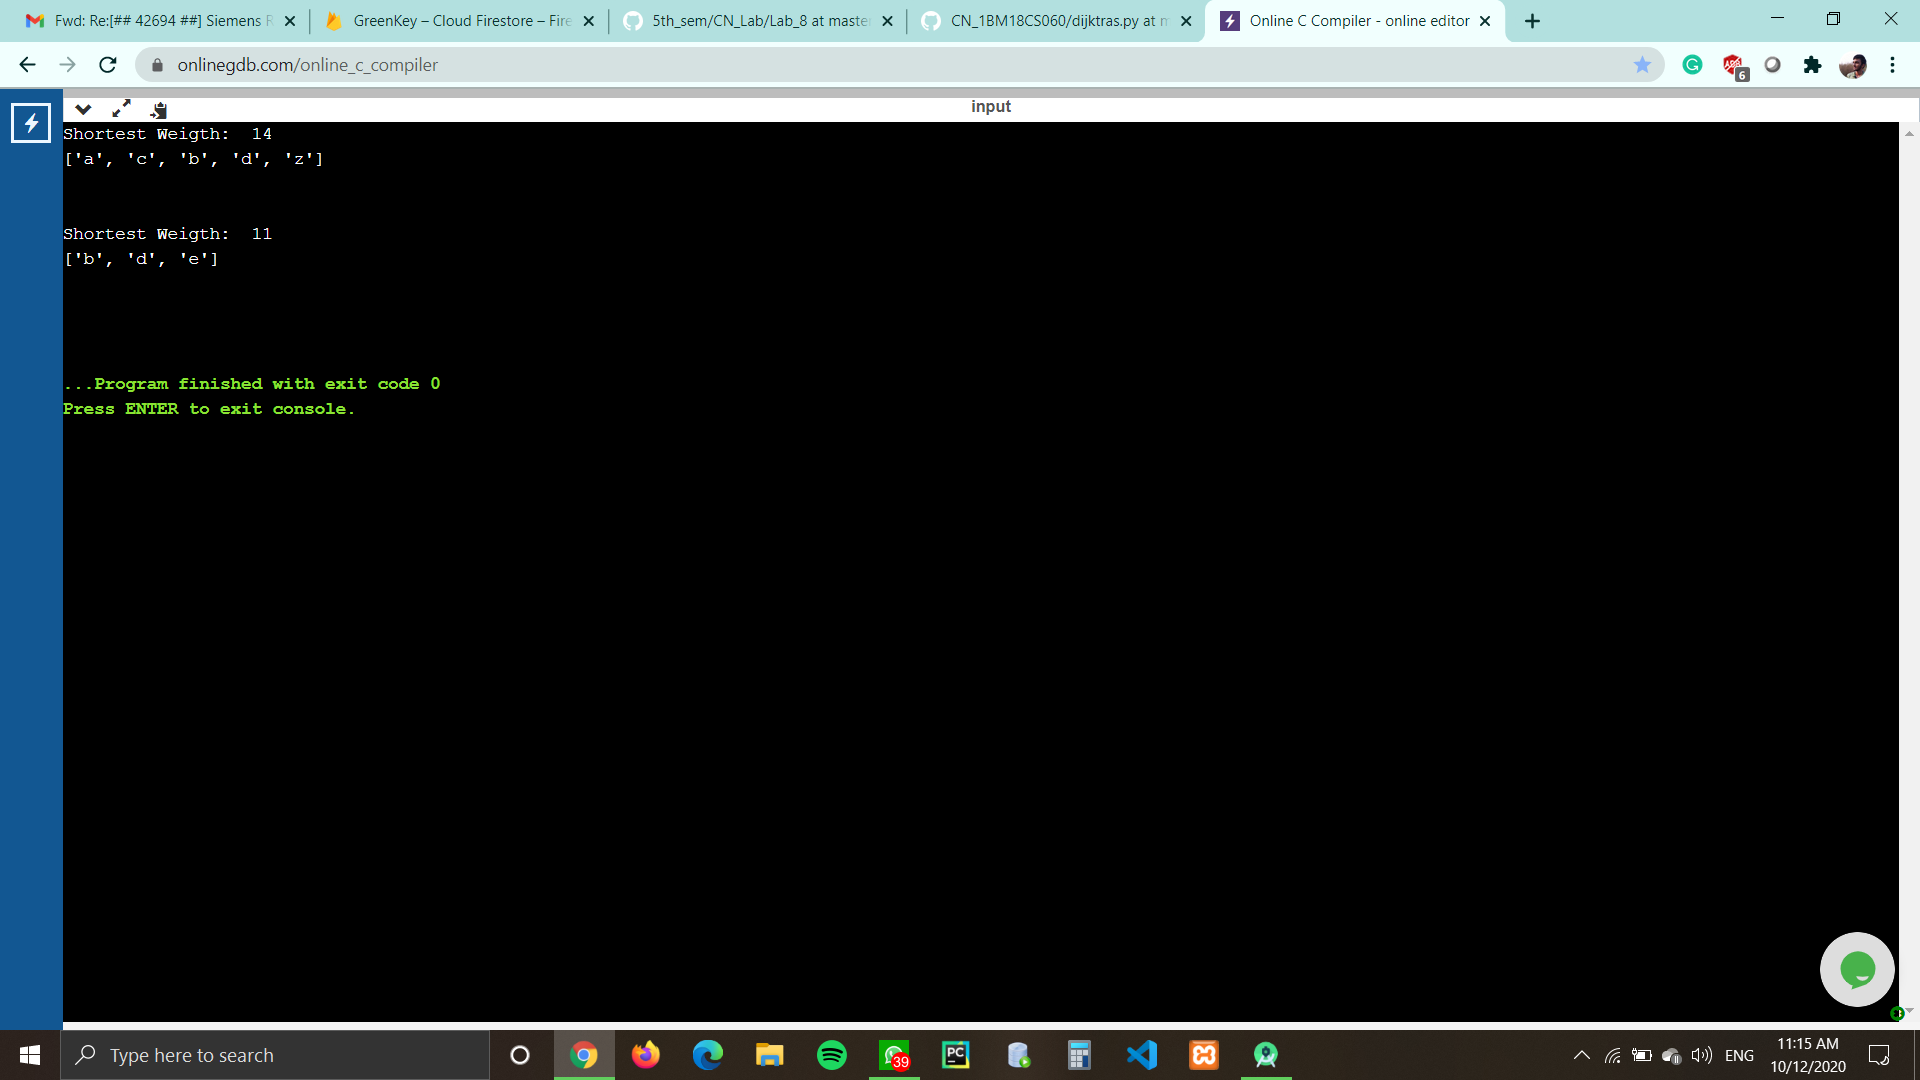 Fwd: Re:[## 42694 ##] Siemens R
GreenKey – Cloud Firestore – Fire
5th_sem/CN_Lab/Lab_8 at maste
CN_1BM18CS060/dijktras.py at m
Online C Compiler - online editor
onlinegdb.com/online_c_compiler
6
input
Shortest Weigth:  14
['a', 'c', 'b', 'd', 'z']
Shortest Weigth:  11
['b', 'd', 'e']
...Program finished with exit code 0
Press ENTER to exit console.
Type here to search
39
PC
ENG
11:15 AM
10/12/2020